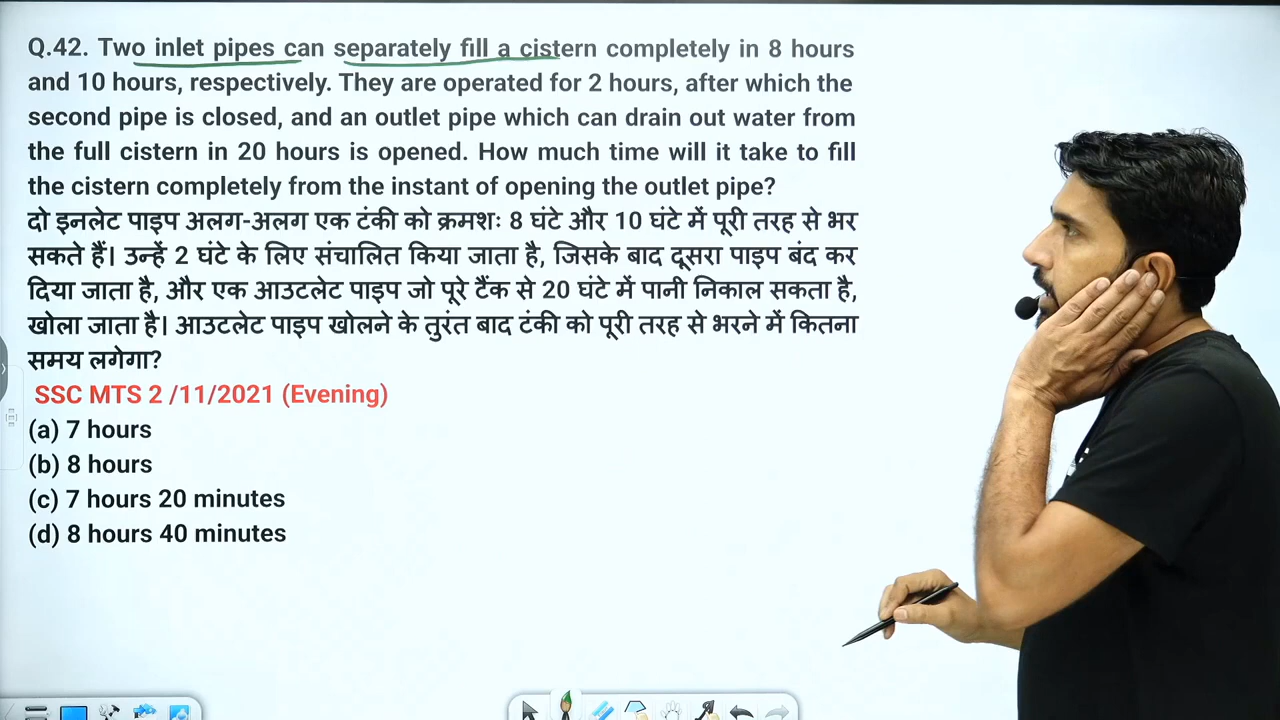 Q.42. Two inlet pipes can separately fill a cistern completely in 8 hours
and 10 hours, respectively. They are operated for 2 hours, after which the
second pipe is closed, and an outlet pipe which can drain out water from
the full cistern in 20 hours is opened. How much time will it take to fill
the cistern completely from the instant of opening the outlet pipe?
दो इनलेट पाइप अलग-अलग एक टंकी को क्रमशः 8 घंटे और 10 घंटे में पूरी तरह से भर
सकते हैं। उन्हें 2 घंटे के लिए संचालित किया जाता है, जिसके बाद दूसरा पाइप बंद कर
दिया जाता है, और एक आउटलेट पाइप जो पूरे टैंक से 20 घंटे में पानी निकाल सकता है,
खोला जाता है। आउटलेट पाइप खोलने के तुरंत बाद टंकी को पूरी तरह से भरने में कितना
समय लगेगा?
SSC MTS 2 /11/2021 (Evening)
(a) 7 hours
(b) 8 hours
(c) 7 hours 20 minutes
(d) 8 hours 40 minutes